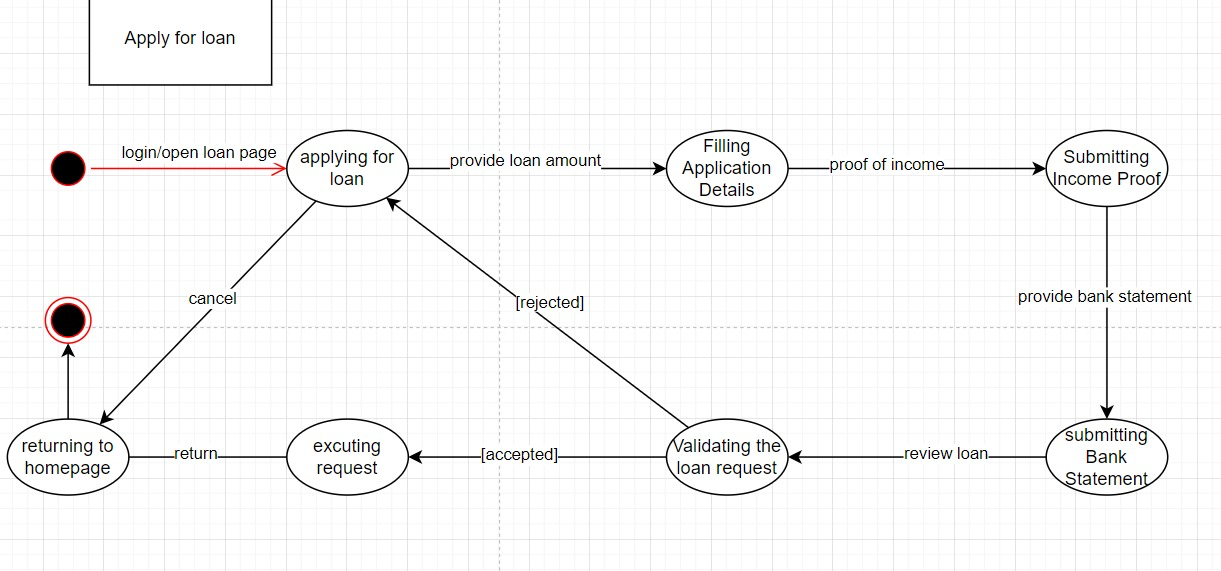 Apply for loan
login/open loan page
applying for
loan
provide loan amount
Filling
Application
Details
proof of income
Submitting
Income Proof
cancel
[rejected]
provide bank statement
returning to
homepage
return
excuting
request
[accepted]
Validating the
loan request
review loan
submitting
Bank
Statement